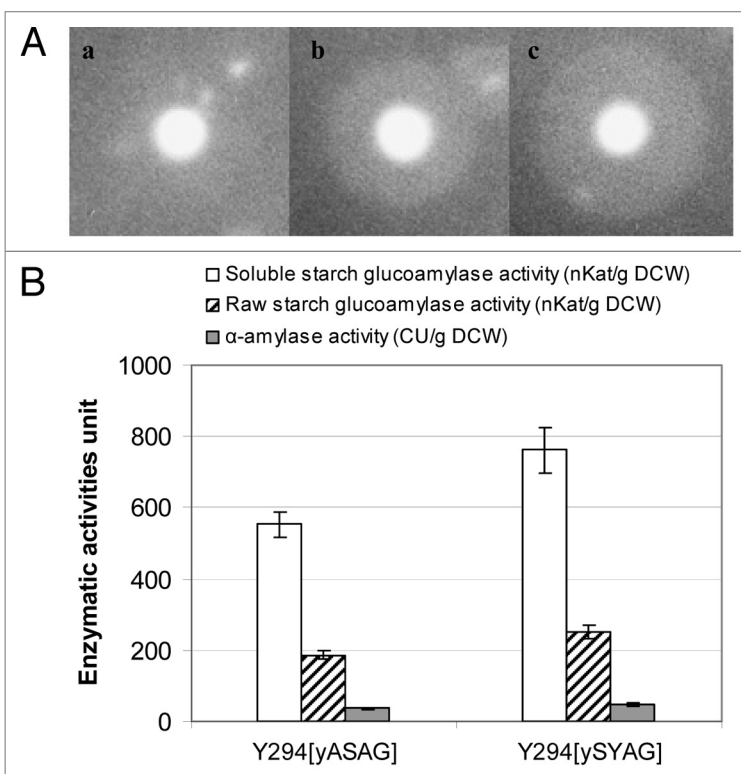 A
a b c
B
Soluble starch glucoamylase activity (nKat/g DCW)
Raw starch glucoamylase activity (nKat/g DCW)
α-amylase activity (CU/g DCW)
Enzymatic activities unit
1000
800
600
400
200
0
Y294[yASAG] Y294[ySYAG]